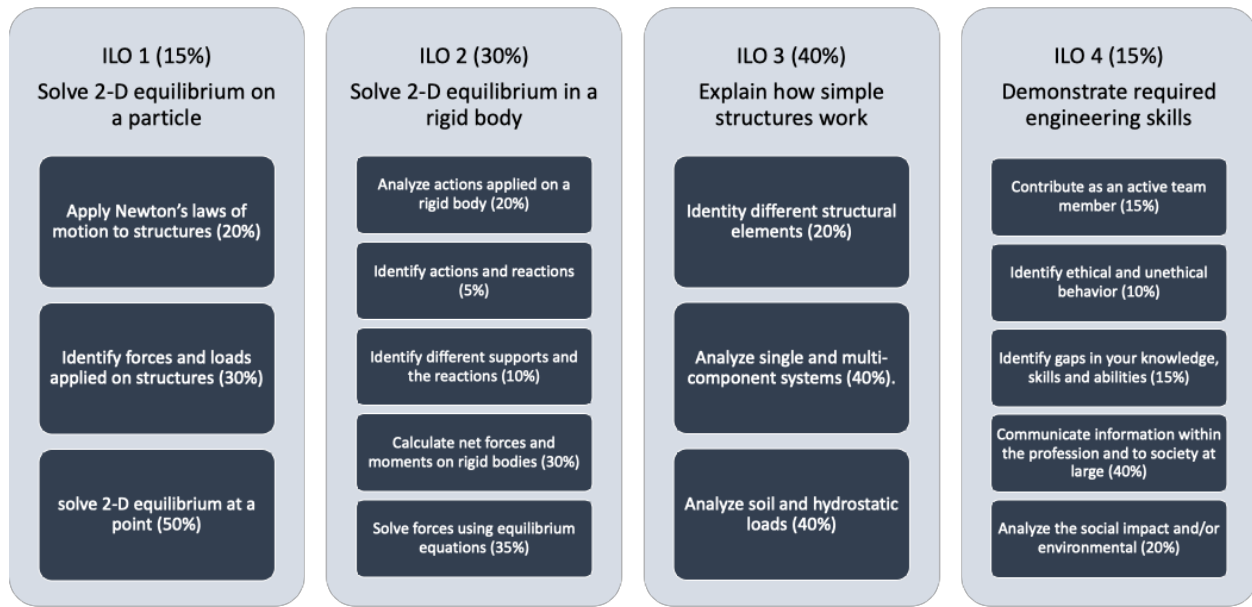 ILO 1 (15%)
Solve 2-D equilibrium on
a particle
Apply Newton's laws of
motion to structures (20%)
Identify forces and loads
applied on structures (30%)
solve 2-D equilibrium at a
point (50%)
ILO 2 (30%)
Solve 2-D equilibrium in a
rigid body
Analyze actions applied on a
rigid body (20%)
Identify actions and reactions
(5%)
Identify different supports and
the reactions (10%)
Calculate net forces and
moments on rigid bodies (30%)
Solve forces using equilibrium
equations (35%)
ILO 3 (40%)
Explain how simple
structures work
Identity different structural
elements (20%)
Analyze single and multi-
component systems (40%).
Analyze soil and hydrostatic
loads (40%)
ILO 4 (15%)
Demonstrate required
engineering skills
Contribute as an active team
member (15%)
Identify ethical and unethical
behavior (10%)
Identify gaps in your knowledge,
skills and abilities (15%)
Communicate information within
the profession and to society at
large (40%)
Analyze the social impact and/or
environmental (20%)